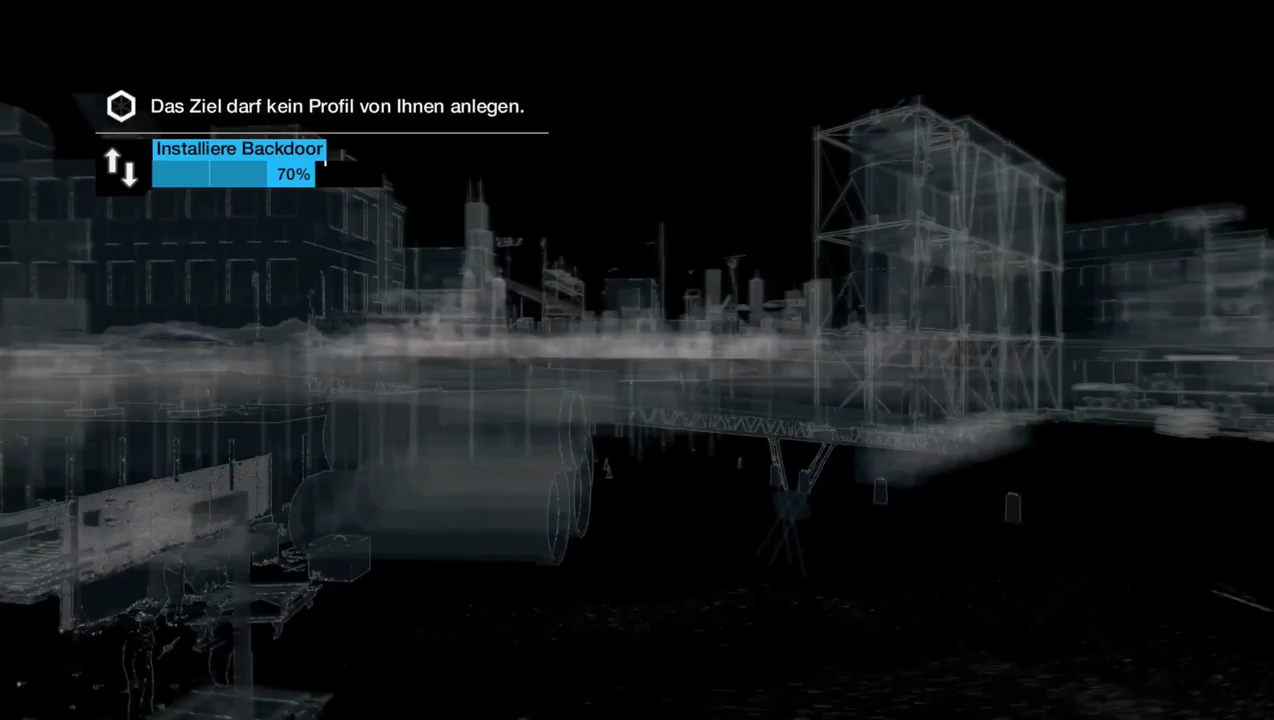 Das Ziel darf kein Profil von Ihnen anlegen.
Installiere Backdoor
70%